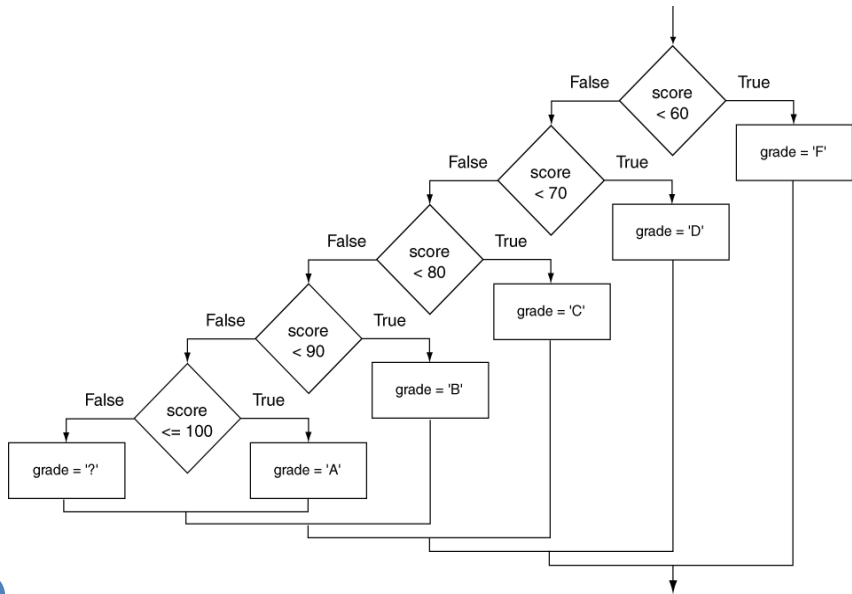 False
True
score
< 60
grade = 'F'
False
True
score
< 70
grade = 'D'
False
True
score
< 80
grade = 'C'
False
True
score
< 90
grade = 'B'
False
True
score
<= 100
grade = '?'
grade = 'A'